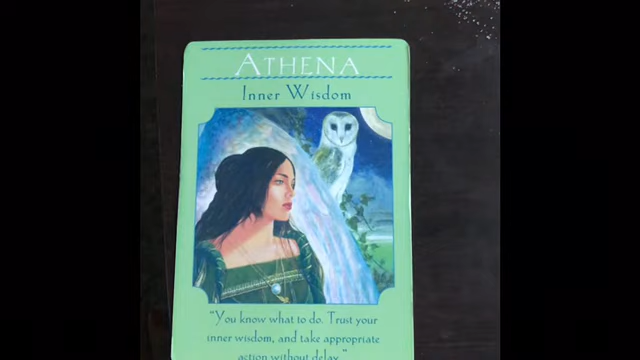 ATHENA
Inner Wisdom
"You know what to do. Trust your
inner wisdom, and take appropriate
action without delay."